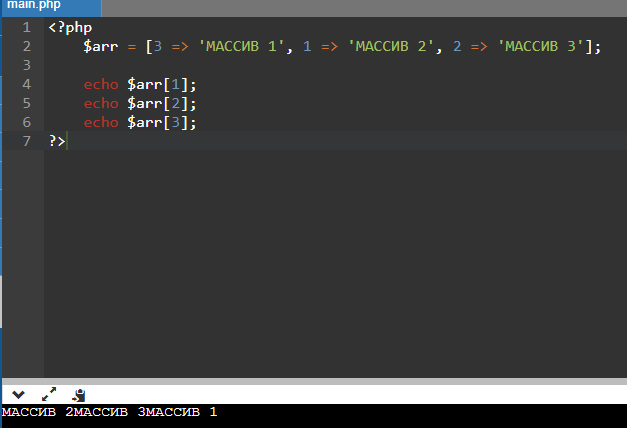 main.php
1 <?php
2 $arr = [3 => 'МАССИВ 1', 1 => 'МАССИВ 2', 2 => 'МАССИВ 3'];
3
4 echo $arr[1];
5 echo $arr[2];
6 echo $arr[3];
7 ?>
МАССИВ 2МАССИВ 3МАССИВ 1